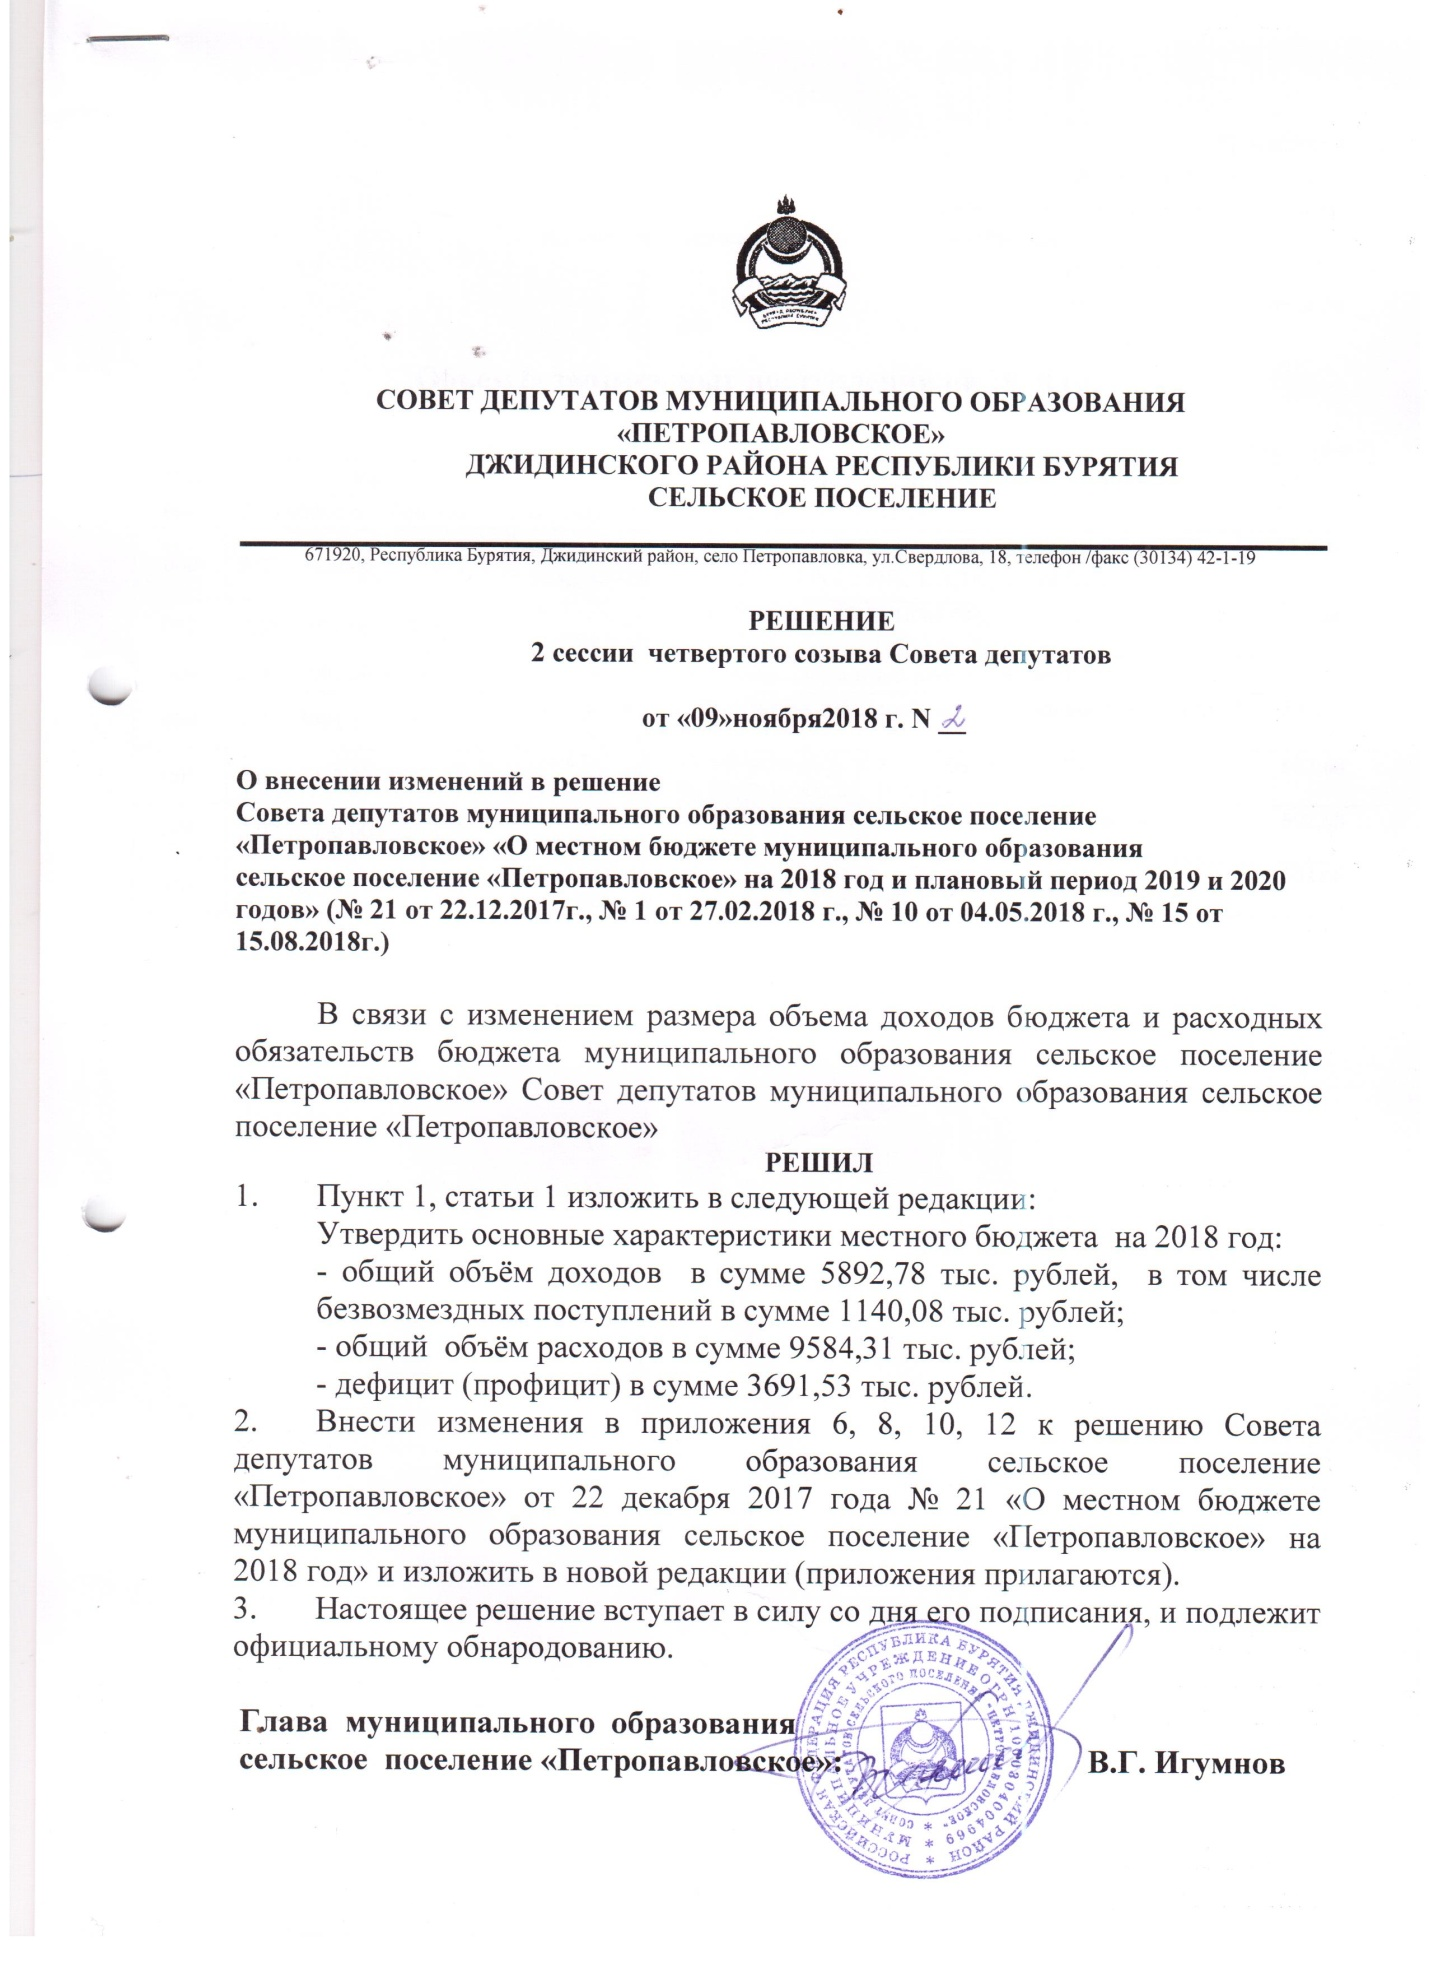 СОВЕТ ДЕПУТАТОВ МУНИЦИПАЛЬНОГО ОБРАЗОВАНИЯ
«ПЕТРОПАВЛОВСКОЕ»
ДЖИДИНСКОГО РАЙОНА РЕСПУБЛИКИ БУРЯТИЯ
СЕЛЬСКОЕ ПОСЕЛЕНИЕ
671920, Республика Бурятия, Джидинский район, село Петропавловка, ул.Свердлова, 18, телефон /факс (30134) 42-1-19
РЕШЕНИЕ
2 сессии четвертого созыва Совета депутатов
от «09»ноября2018 г. N 2
О внесении изменений в решение
Совета депутатов муниципального образования сельское поселение
«Петропавловское» «О местном бюджете муниципального образования
сельское поселение «Петропавловское» на 2018 год и плановый период 2019 и 2020
годов» (№ 21 от 22.12.2017г., № 1 от 27.02.2018 г., № 10 от 04.05.2018 г., № 15 от
15.08.2018г.)
В связи с изменением размера объема доходов бюджета и расходных
обязательств бюджета муниципального образования сельское поселение
«Петропавловское» Совет депутатов муниципального образования сельское
поселение «Петропавловское»
РЕШИЛ
1. Пункт 1, статьи 1 изложить в следующей редакции:
Утвердить основные характеристики местного бюджета на 2018 год:
- общий объём доходов в сумме 5892,78 тыс. рублей, в том числе
безвозмездных поступлений в сумме 1140,08 тыс. рублей;
- общий объём расходов в сумме 9584,31 тыс. рублей;
- дефицит (профицит) в сумме 3691,53 тыс. рублей.
2. Внести изменения в приложения 6, 8, 10, 12 к решению Совета
депутатов муниципального образования сельское поселение
«Петропавловское» от 22 декабря 2017 года № 21 «О местном бюджете
муниципального образования сельское поселение «Петропавловское» на
2018 год» и изложить в новой редакции (приложения прилагаются).
3. Настоящее решение вступает в силу со дня его подписания, и подлежит
официальному обнародованию.
Глава муниципального образования
сельское поселение «Петропавловское»: В.Г. Игумнов
РОССИЙСКАЯ ФЕДЕРАЦИЯ РЕСПУБЛИКА БУРЯТИЯ ДЖИДИНСКИЙ РАЙОН
МУНИЦИПАЛЬНОЕ УЧРЕЖДЕНИЕ ОГРН